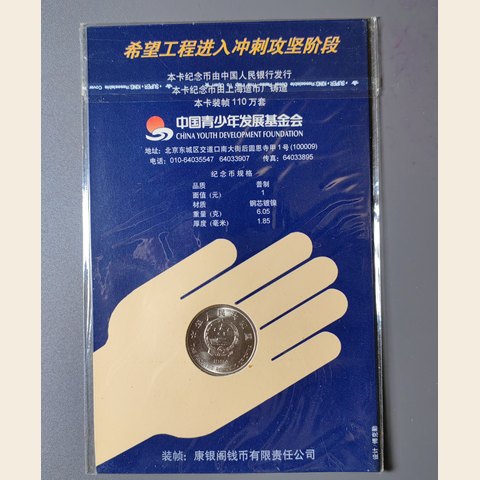 希望工程进入冲刺攻坚阶段
本卡纪念币由中国人民银行发行
本卡纪念币由上海造币厂铸造
本卡装帧 110 万套
中国青少年发展基金会
CHINA YOUTH DEVELOPMENT FOUNDATION
地址：北京东城区交道口南大街后圆恩寺甲1号(100009)
电话：010-64035547 64033907 传真：64033895
纪念币规格
品质 普制
面值（元） 1
材质 钢芯镀镍
重量（克） 6.05
厚度（毫米） 1.85
装帧：康银阁钱币有限责任公司
设计 傅克勤